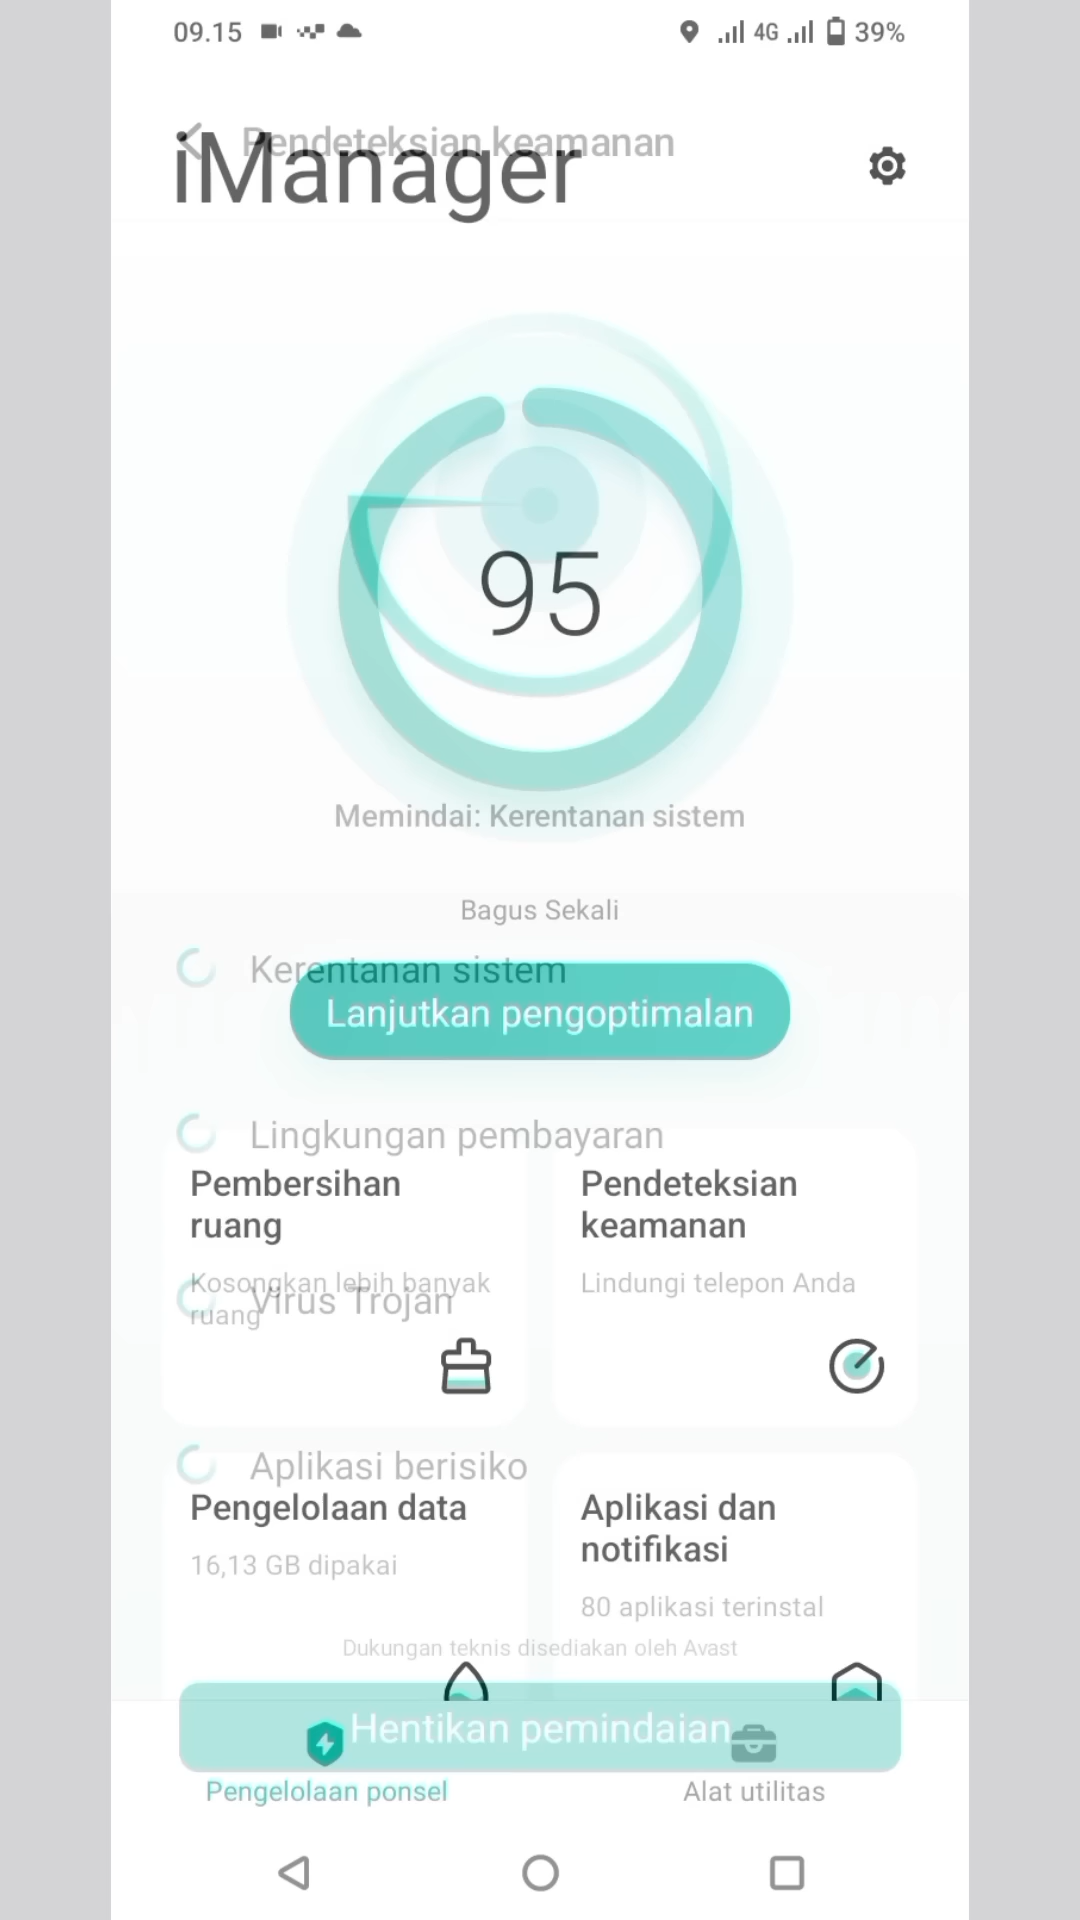 09.15
4G
39%
Pendeteksian keamanan
iManager
95
Memindai: Kerentanan sistem
Bagus Sekali
Kerentanan sistem
Lanjutkan pengoptimalan
Lingkungan pembayaran
Pembersihan
ruang
Kosongkan lebih banyak
ruang
Pendeteksian
keamanan
Lindungi telepon Anda
Virus Trojan
Aplikasi berisiko
Pengelolaan data
16,13 GB dipakai
Aplikasi dan
notifikasi
80 aplikasi terinstal
Dukungan teknis disediakan oleh Avast
Hentikan pemindaian
Pengelolaan ponsel
Alat utilitas